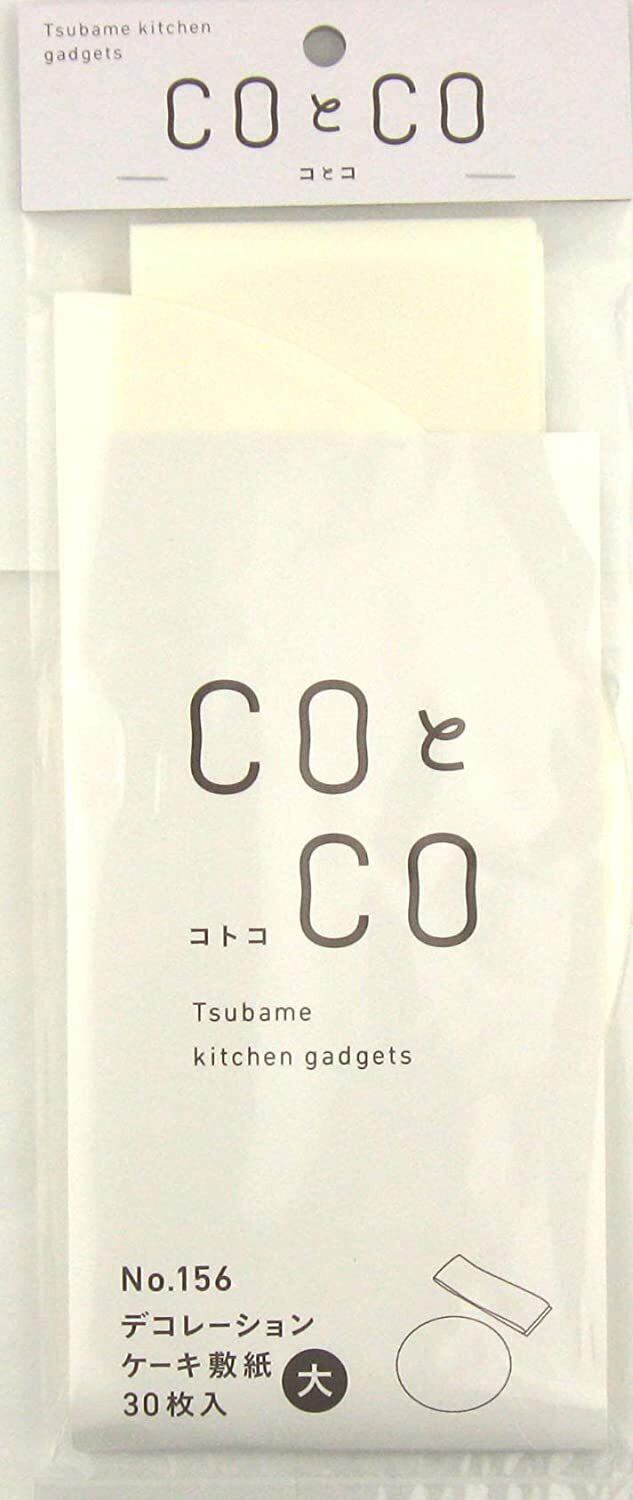 Tsubame kitchen
gadgets
COとCO
コとコ
COと
コトコ CO
Tsubame
kitchen gadgets
No.156
デコレーション
ケーキ敷紙 大
30枚入